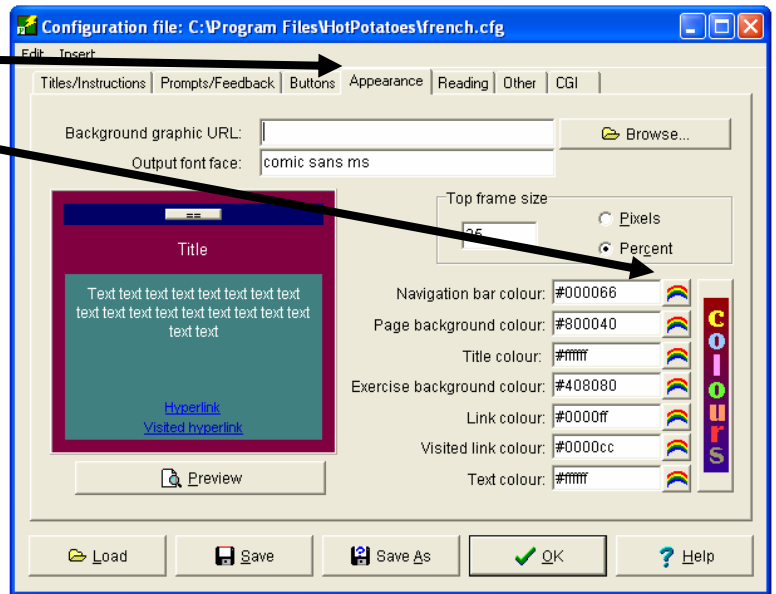 Configuration file: C:\Program Files\HotPotatoes\french.cfg
Edit Insert
Titles/Instructions Prompts/Feedback Buttons Appearance Reading Other CGI
Background graphic URL: Browse...
Output font face: comic sans ms
==
Title
Text text text text text text text text text text text text text text text text text text
Top frame size
Pixels
Percent
Navigation bar colour: #000066
Page background colour: #800040
Title colour: #ffffff
Exercise background colour: #408080
Link colour: #0000ff
Visited link colour: #0000cc
Text colour: #ffffff
colours
Hyperlink
Visited hyperlink
Preview
Load Save Save As OK Help